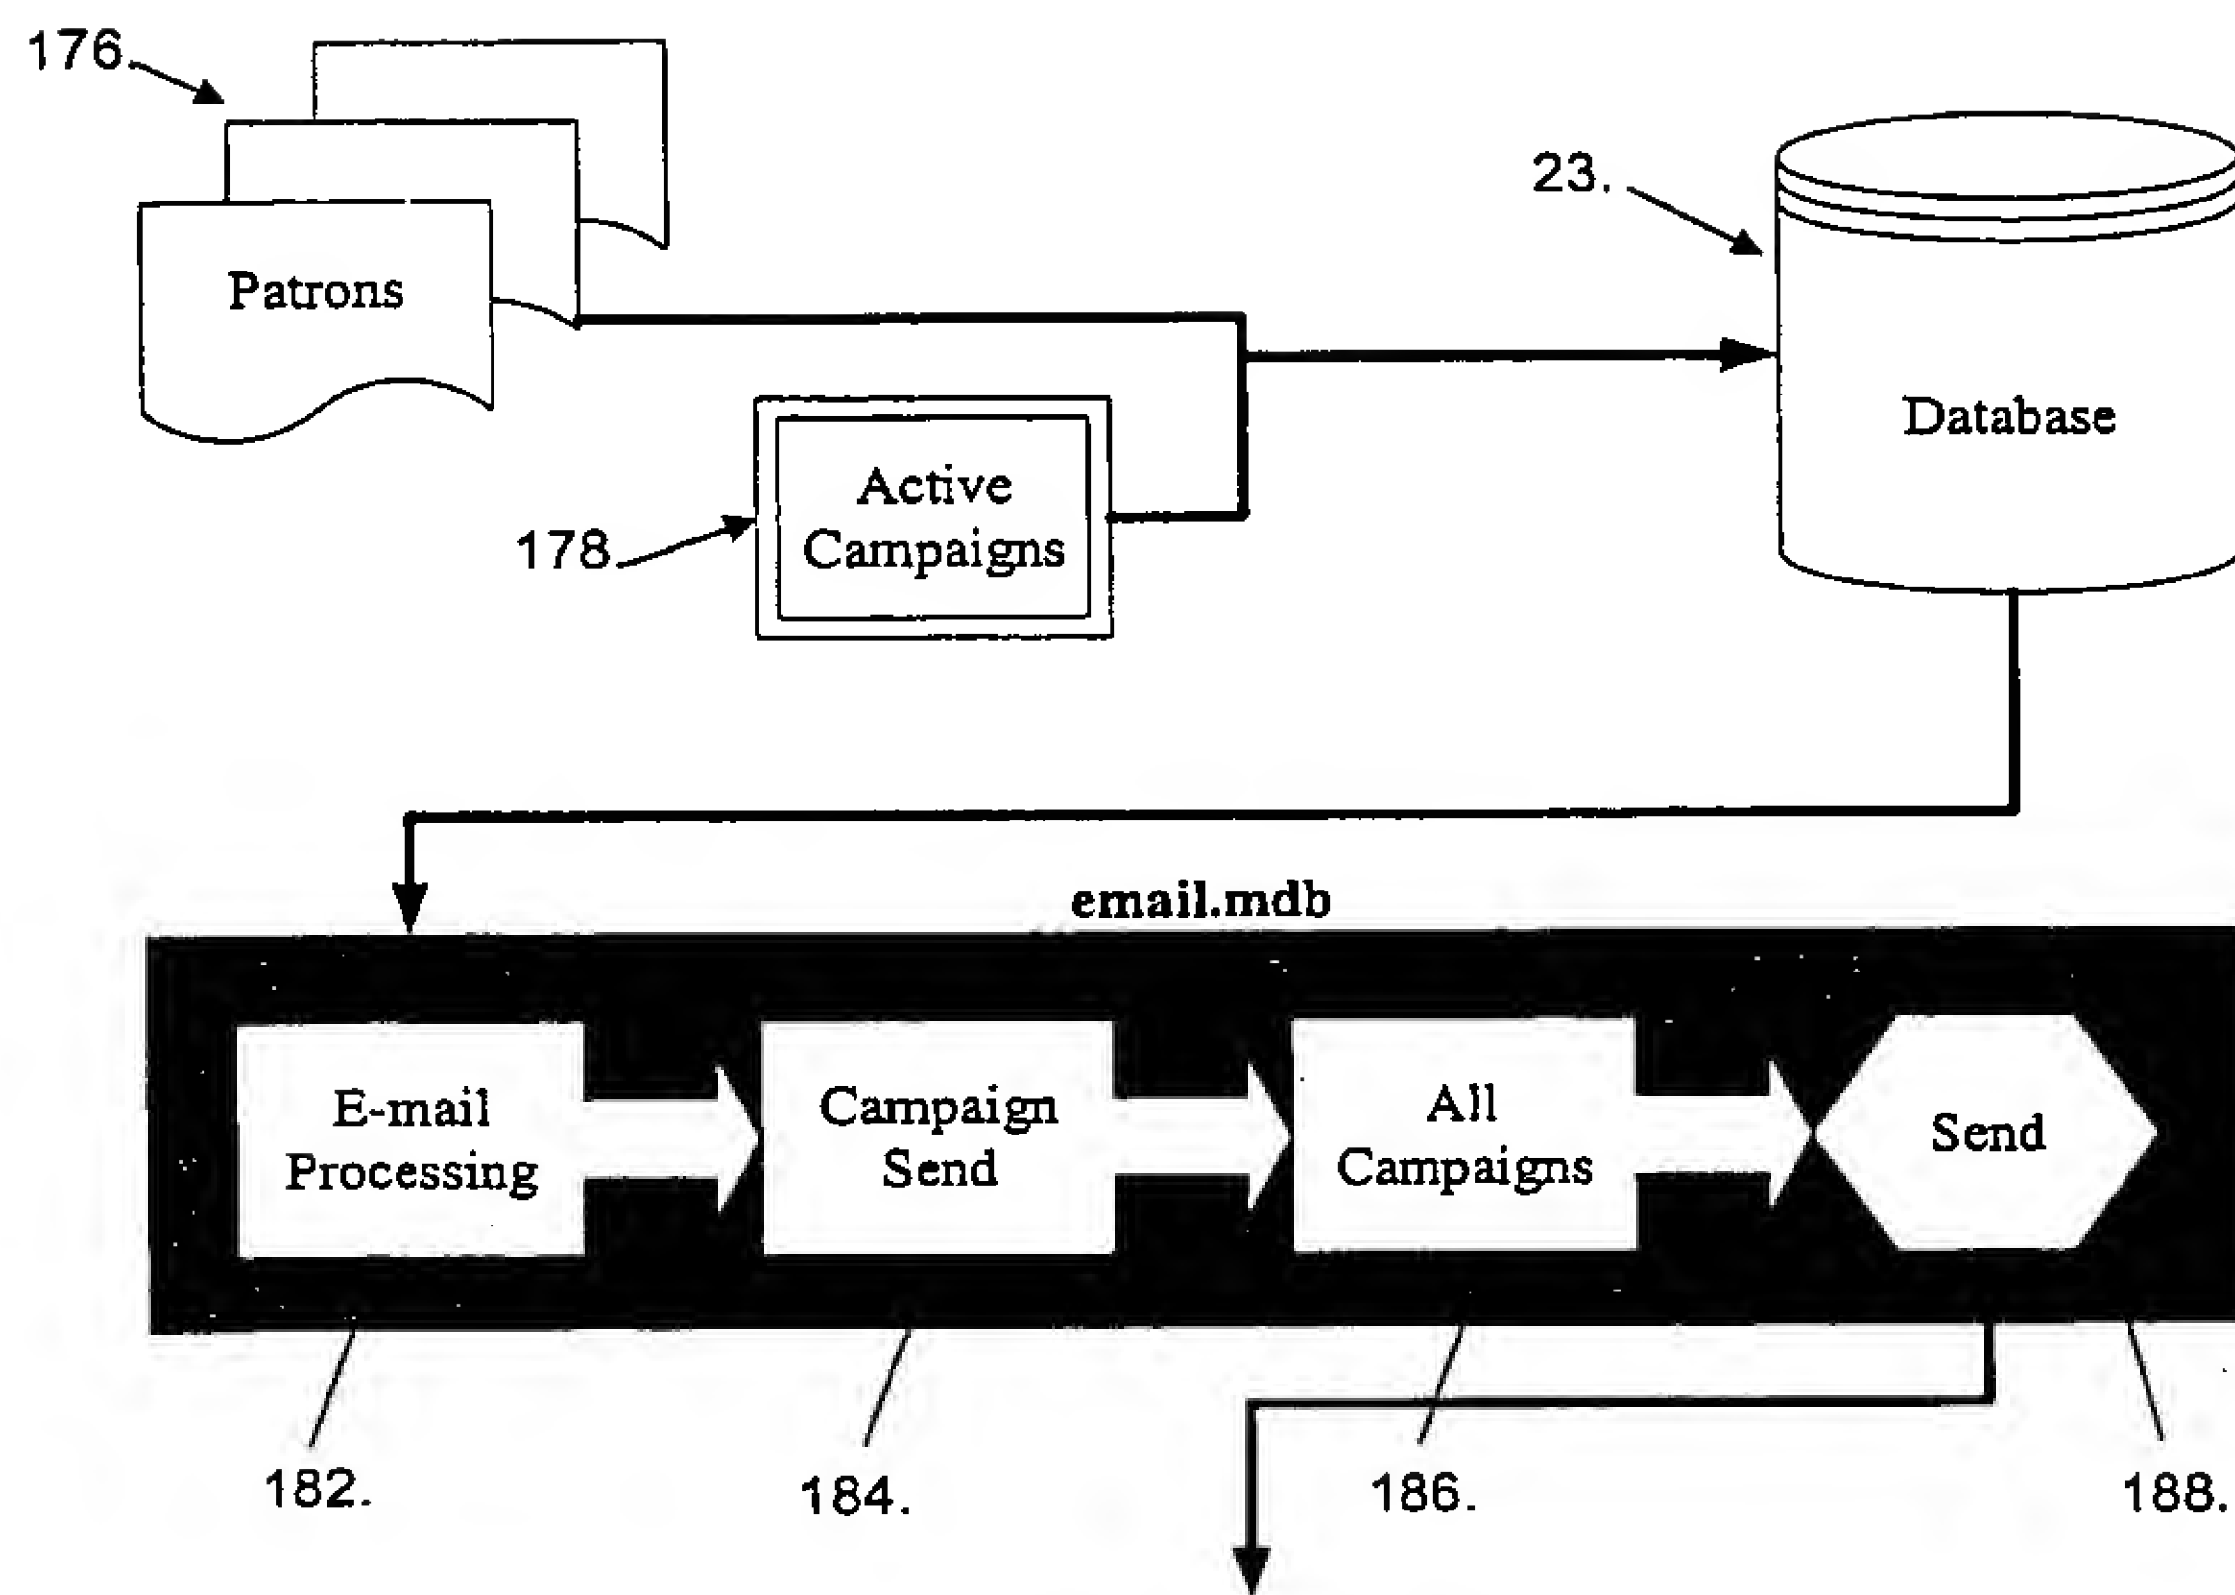 176.
Patrons
23.
Database
Active
Campaigns
178.
email.mdb
E-mail
Processing
Campaign
Send
All
Campaigns
Send
182.
184.
186.
188.